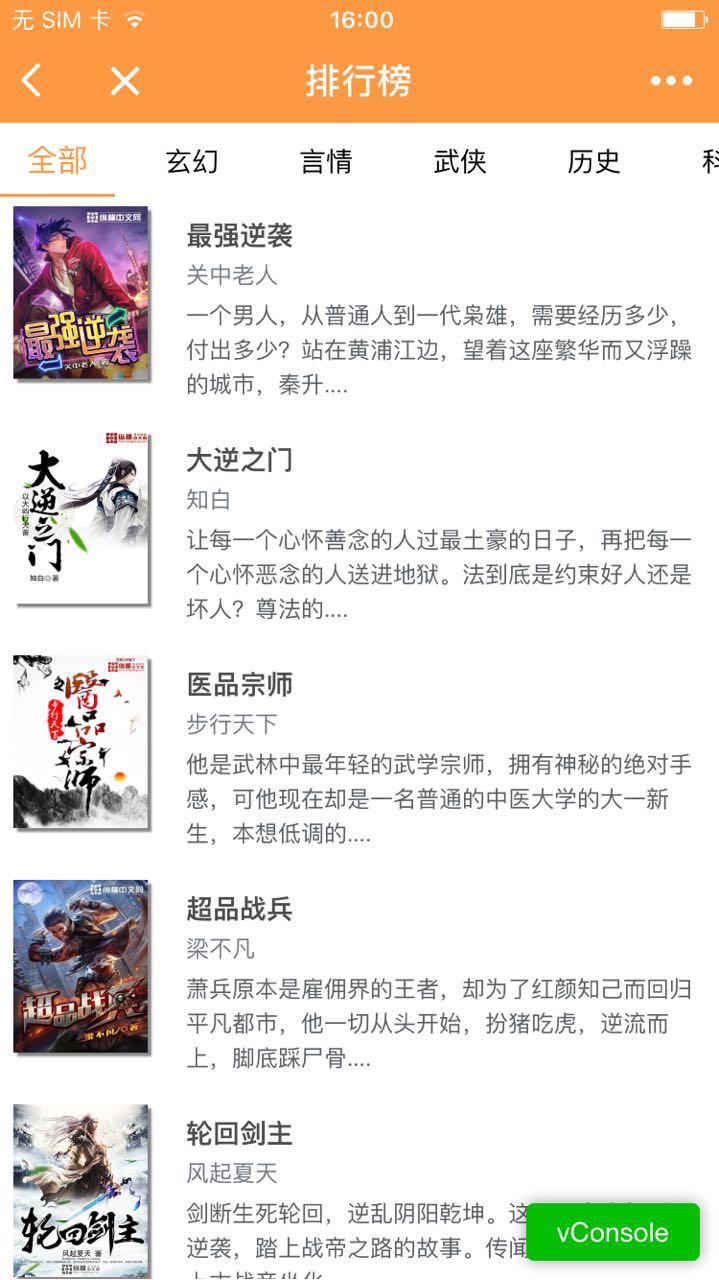 无 SIM 卡 16:00
排行榜
全部 玄幻 言情 武侠 历史
纵横中文网
最强逆袭
关中老人 著
最强逆袭
关中老人
一个男人，从普通人到一代枭雄，需要经历多少，
付出多少？站在黄浦江边，望着这座繁华而又浮躁
的城市，秦升....
纵横
大逆之门
知白◎著
大逆之门
知白
让每一个心怀善念的人过最土豪的日子，再把每一
个心怀恶念的人送进地狱。法到底是约束好人还是
坏人？尊法的....
纵横
醫品宗师
步行天下
医品宗师
步行天下
他是武林中最年轻的武学宗师，拥有神秘的绝对手
感，可他现在却是一名普通的中医大学的大一新
生，本想低调的....
纵横中文网
超品战兵
梁不凡◎著
超品战兵
梁不凡
萧兵原本是雇佣界的王者，却为了红颜知己而回归
平凡都市，他一切从头开始，扮猪吃虎，逆流而
上，脚底踩尸骨....
轮回剑主
风起夏天 著
纵横
轮回剑主
风起夏天
剑断生死轮回，逆乱阴阳乾坤。这
逆袭，踏上战帝之路的故事。传闻
vConsole